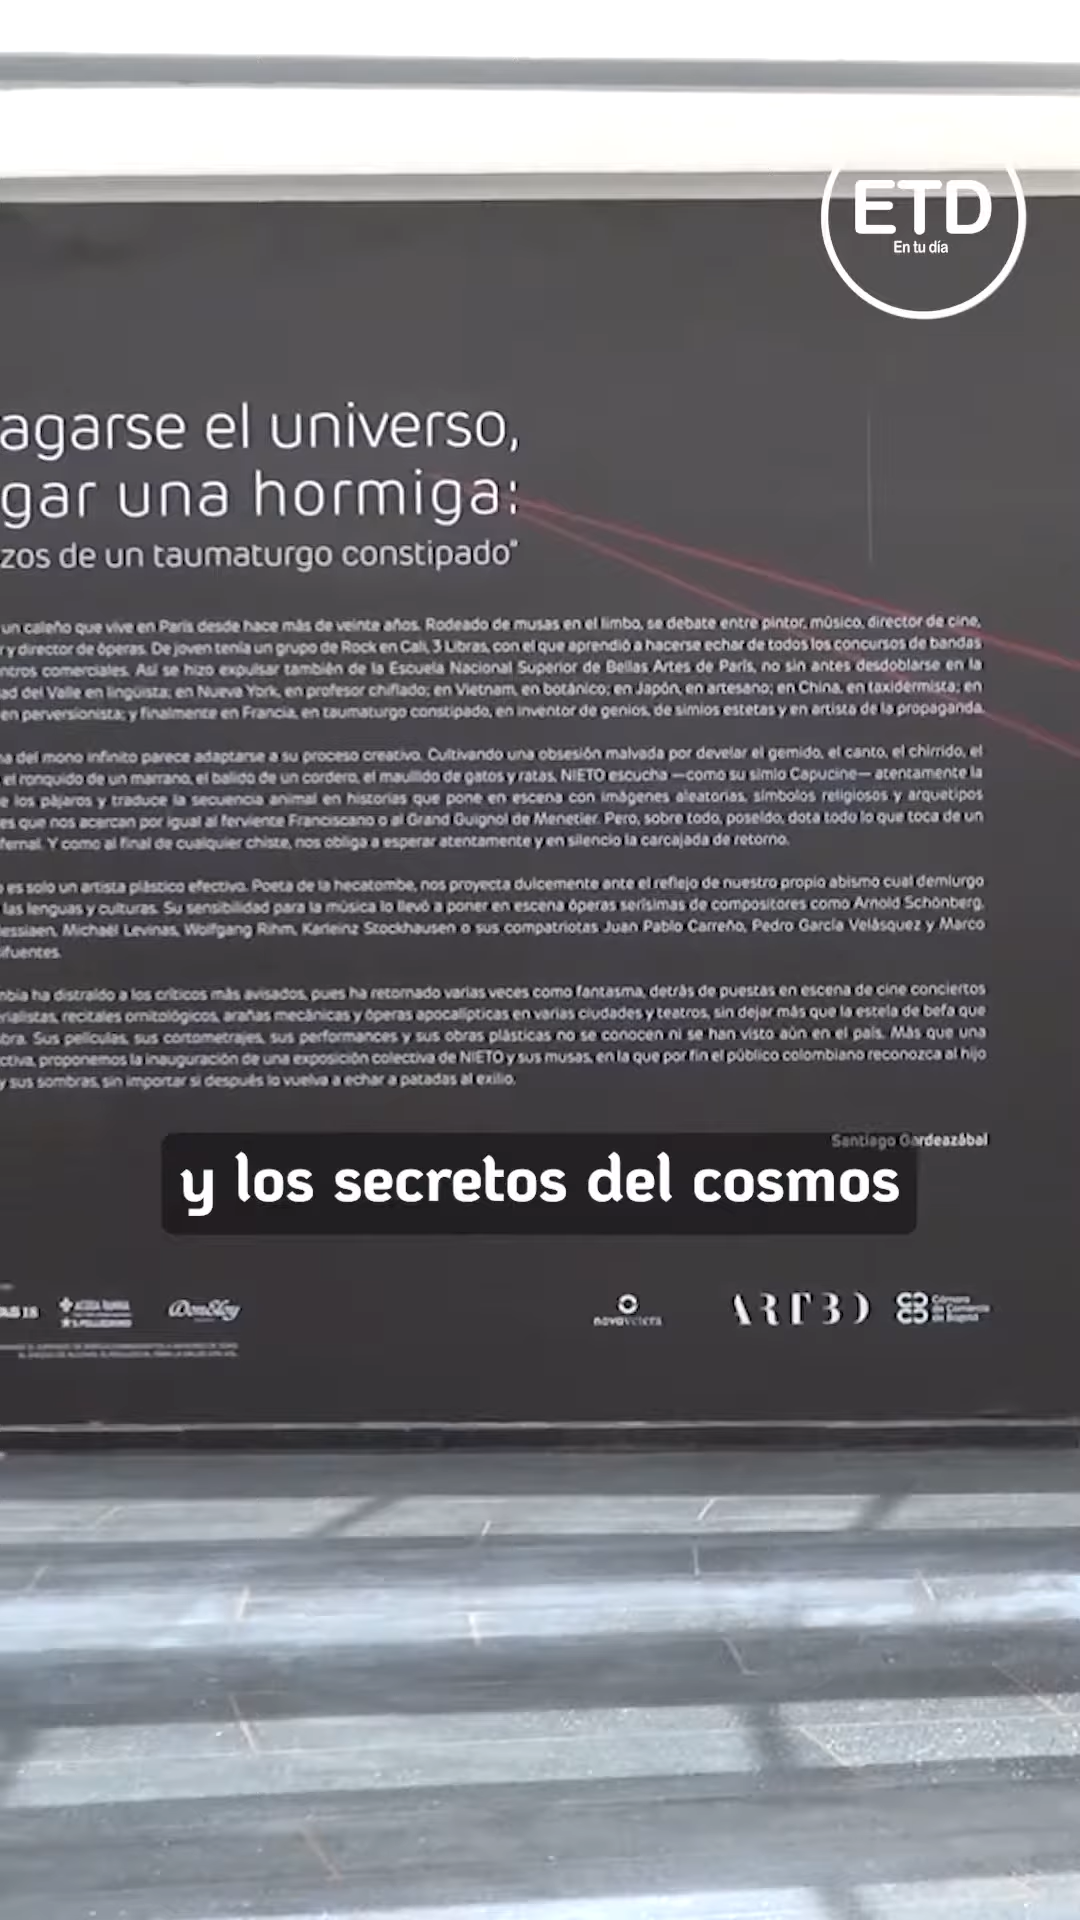 ETD
En tu día
agarse el universo,
gar una hormiga:
zos de un taumaturgo constipado"
un caleño que vive en París desde hace más de veinte años. Rodeado de musas en el limbo, se debate entre pintor, músico, director de cine,
y director de óperas. De joven tenía un grupo de Rock en Cali, 3 Libras, con el que aprendió a hacerse echar de todos los concursos de bandas
ntros comerciales. Así se hizo expulsar también de la Escuela Nacional Superior de Bellas Artes de París, no sin antes desdoblarse en la
ad del Valle en lingüista; en Nueva York, en profesor chiflado; en Vietnam, en botánico; en Japón, en artesano; en China, en taxidermista; en
en perversionista; y finalmente en Francia, en taumaturgo constipado, en inventor de genios, de simios estetas y en artista de la propaganda.
a del mono infinito parece adaptarse a su proceso creativo. Cultivando una obsesión malvada por develar el gemido, el canto, el chirrido, el
el ronquido de un marrano, el balido de un cordero, el maullido de gatos y ratas, NIETO escucha —como su simio Capucine— atentamente la
e los pájaros y traduce la secuencia animal en historias que pone en escena con imágenes aleatorias, símbolos religiosos y arquetipos
es que nos acercan por igual al ferviente Franciscano o al Grand Guignol de Menetier. Pero, sobre todo, poseído, dota todo lo que toca de un
fernal. Y como al final de cualquier chiste, nos obliga a esperar atentamente y en silencio la carcajada de retorno.
es solo un artista plástico efectivo. Poeta de la hecatombe, nos proyecta dulcemente ante el reflejo de nuestro propio abismo cual demiurgo
las lenguas y culturas. Su sensibilidad para la música lo llevó a poner en escena óperas serísimas de compositores como Arnold Schönberg,
essiaen, Michaël Levinas, Wolfgang Rihm, Karleinz Stockhausen o sus compatriotas Juan Pablo Carreño, Pedro García Velásquez y Marco
ifuentes.
mbia ha distraído a los críticos más avisados, pues ha retornado varias veces como fantasma, detrás de puestas en escena de cine conciertos
rialistas, recitales ornitológicos, arañas mecánicas y óperas apocalípticas en varias ciudades y teatros, sin dejar más que la estela de befa que
bra. Sus películas, sus cortometrajes, sus performances y sus obras plásticas no se conocen ni se han visto aún en el país. Más que una
ctiva, proponemos la inauguración de una exposición colectiva de NIETO y sus musas, en la que por fin el público colombiano reconozca al hijo
y sus sombras, sin importar si después lo vuelva a echar a patadas al exilio.
Santiago Gardeazábal
y los secretos del cosmos
18
ACQUA PANNA
S.PELLEGRINO
DonEloy
novaventa
ARTBO
Cámara
de Comercio
de Bogotá